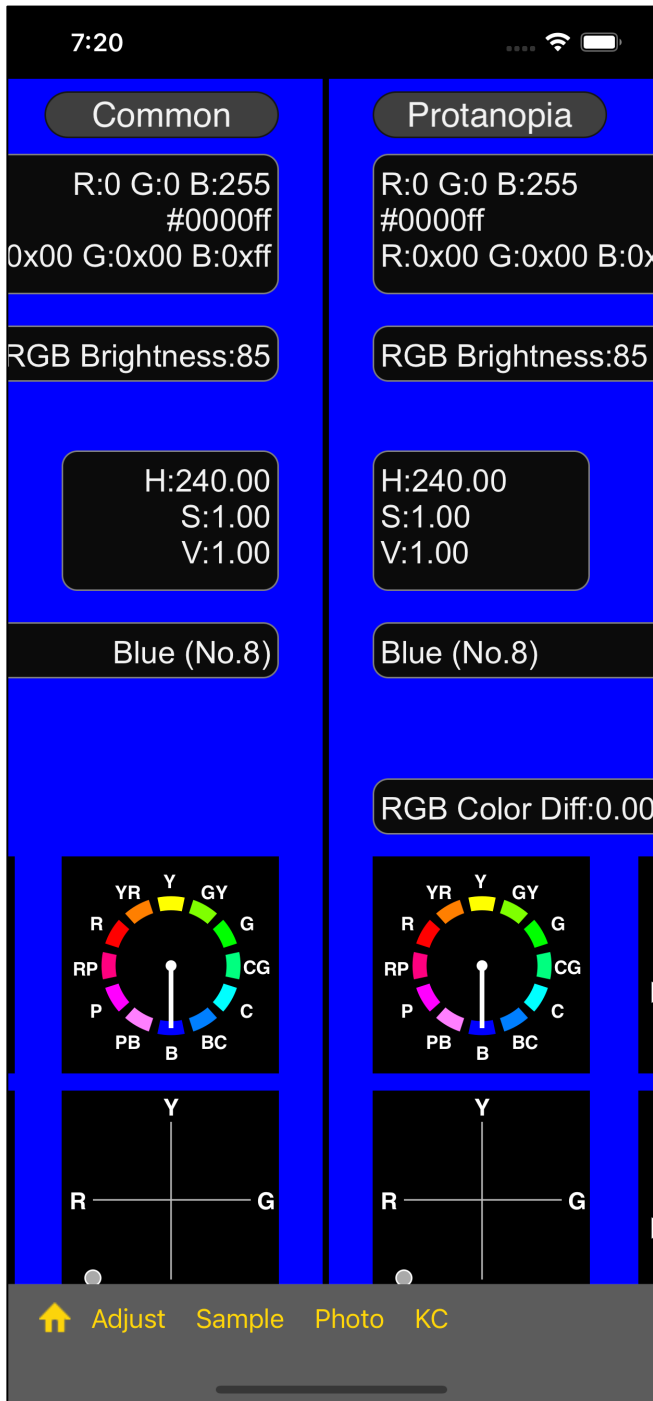 7:20
Common
R:0 G:0 B:255
#0000ff
0x00 G:0x00 B:0xff
RGB Brightness:85
H:240.00
S:1.00
V:1.00
Blue (No.8)
Y
YR GY
R G
RP CG
P C
PB BC
B
Y
R G
Protanopia
R:0 G:0 B:255
#0000ff
R:0x00 G:0x00 B:0x
RGB Brightness:85
H:240.00
S:1.00
V:1.00
Blue (No.8)
RGB Color Diff:0.00
Y
YR GY
R G
RP CG
P C
PB BC
B
Y
R G
Adjust Sample Photo KC